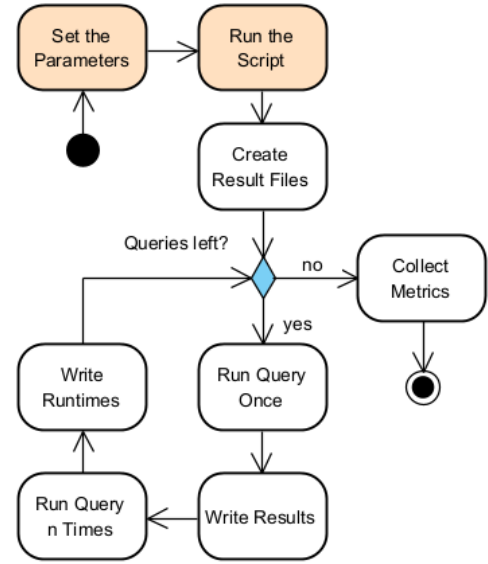 Set the
Parameters
Run the
Script
Create
Result Files
Queries left?
no
Collect
Metrics
yes
Run Query
Once
Write Results
Run Query
n Times
Write
Runtimes